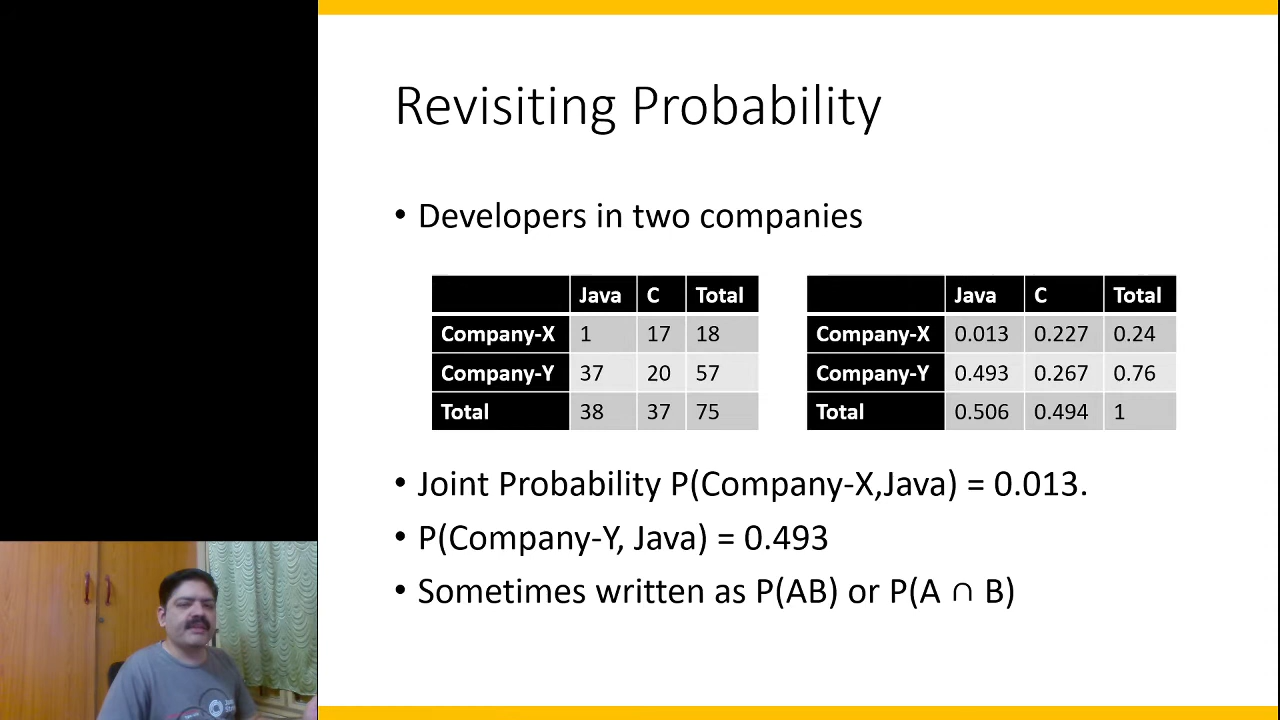 Revisiting Probability
• Developers in two companies
Java C Total
Company-X 1 17 18
Company-Y 37 20 57
Total 38 37 75
Java C Total
Company-X 0.013 0.227 0.24
Company-Y 0.493 0.267 0.76
Total 0.506 0.494 1
• Joint Probability P(Company-X,Java) = 0.013.
• P(Company-Y, Java) = 0.493
• Sometimes written as P(AB) or P(A ∩ B)